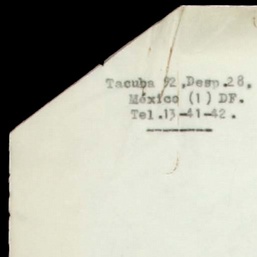 Tacuba 92,Desp.28,
México (1) DF.
Tel.13-41-42.